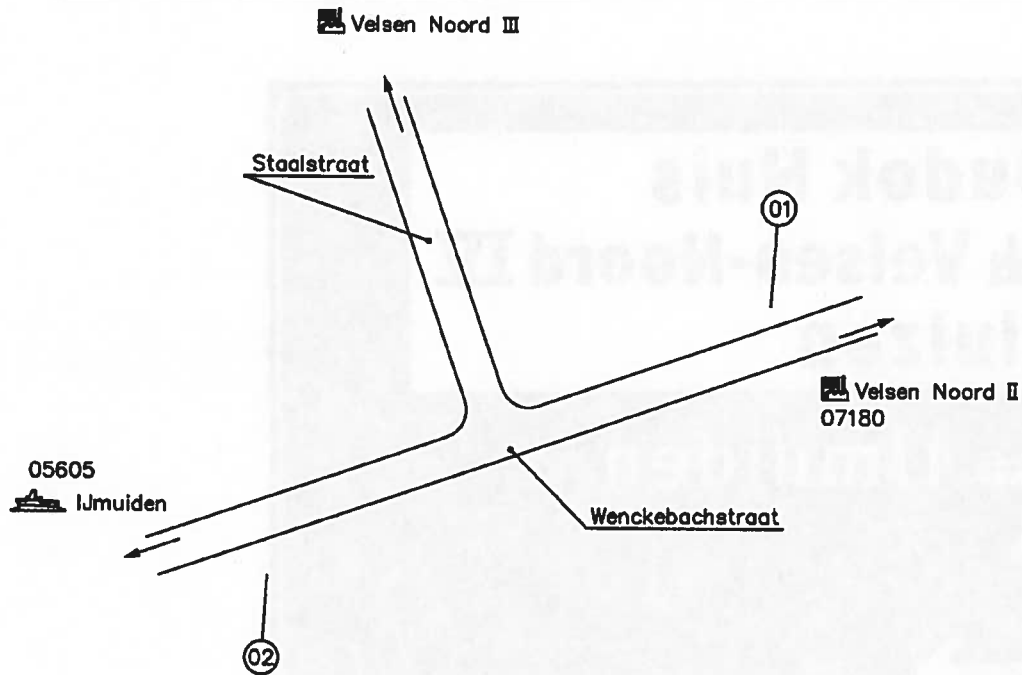 Velsen Noord III
Staalstraat
01
Velsen Noord II
07180
05605
IJmuiden
Wenckebachstraat
02